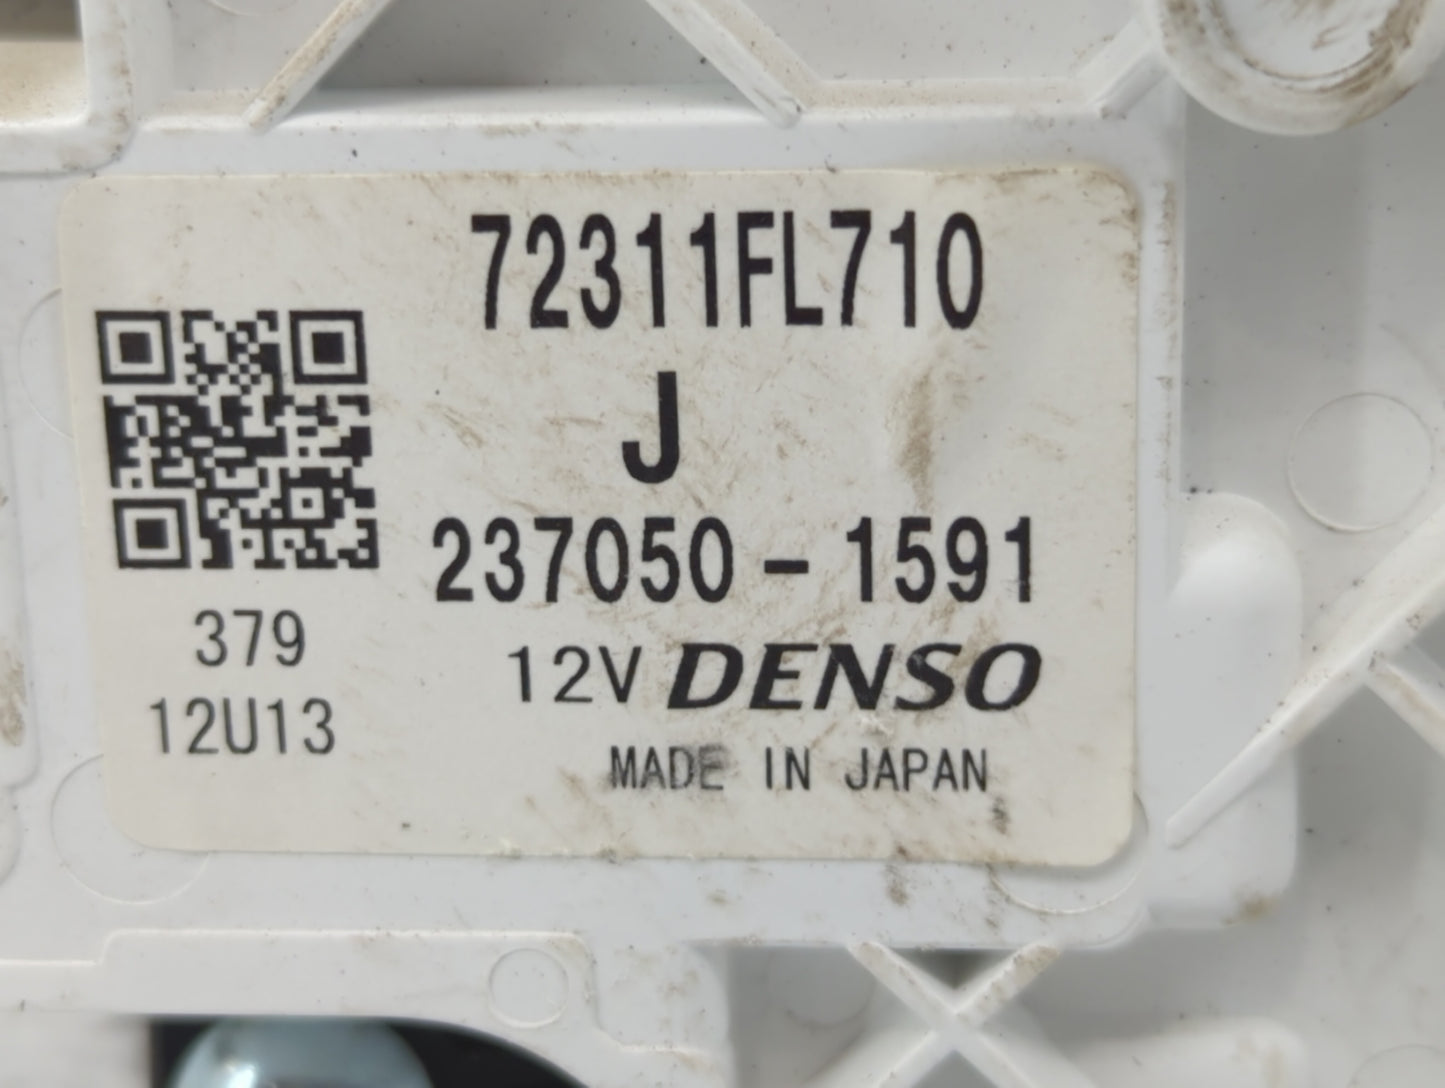 72311FL710
J
237050-1591
379
12V DENSO
12U13
MADE IN JAPAN